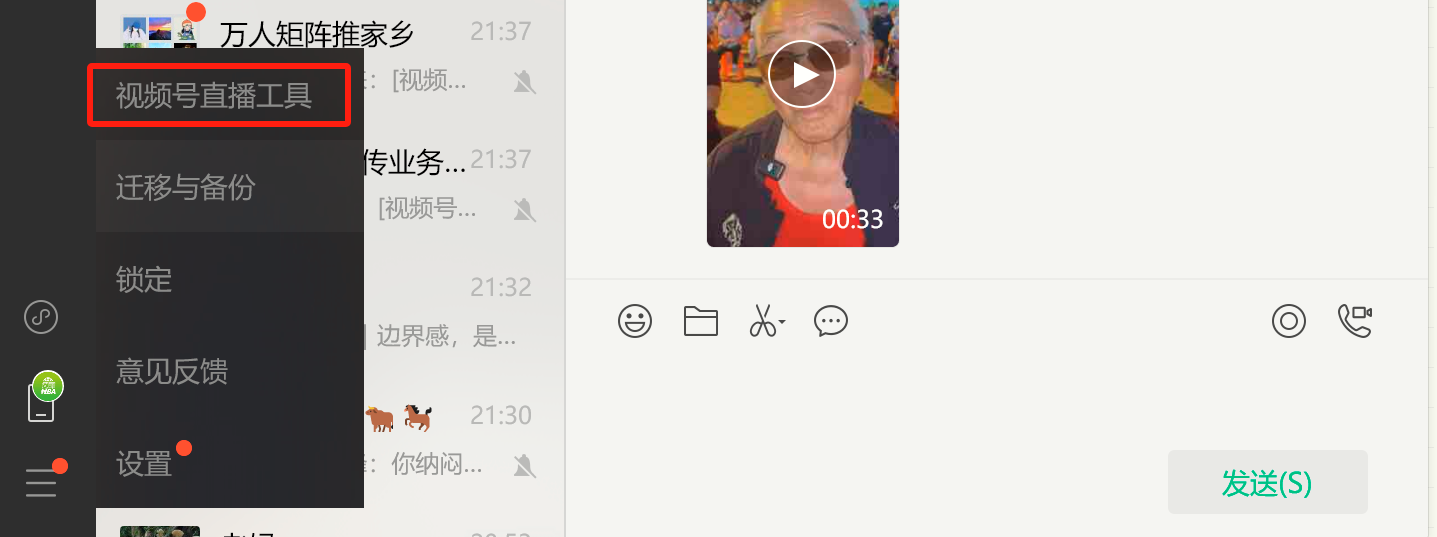 万人矩阵推家乡
21:37
视频号直播工具
：[视频...
传业务...
21:37
迁移与备份
[视频号...
锁定
21:32
边界感，是...
意见反馈
21:30
设置
：你纳闷...
00:33
发送(S)